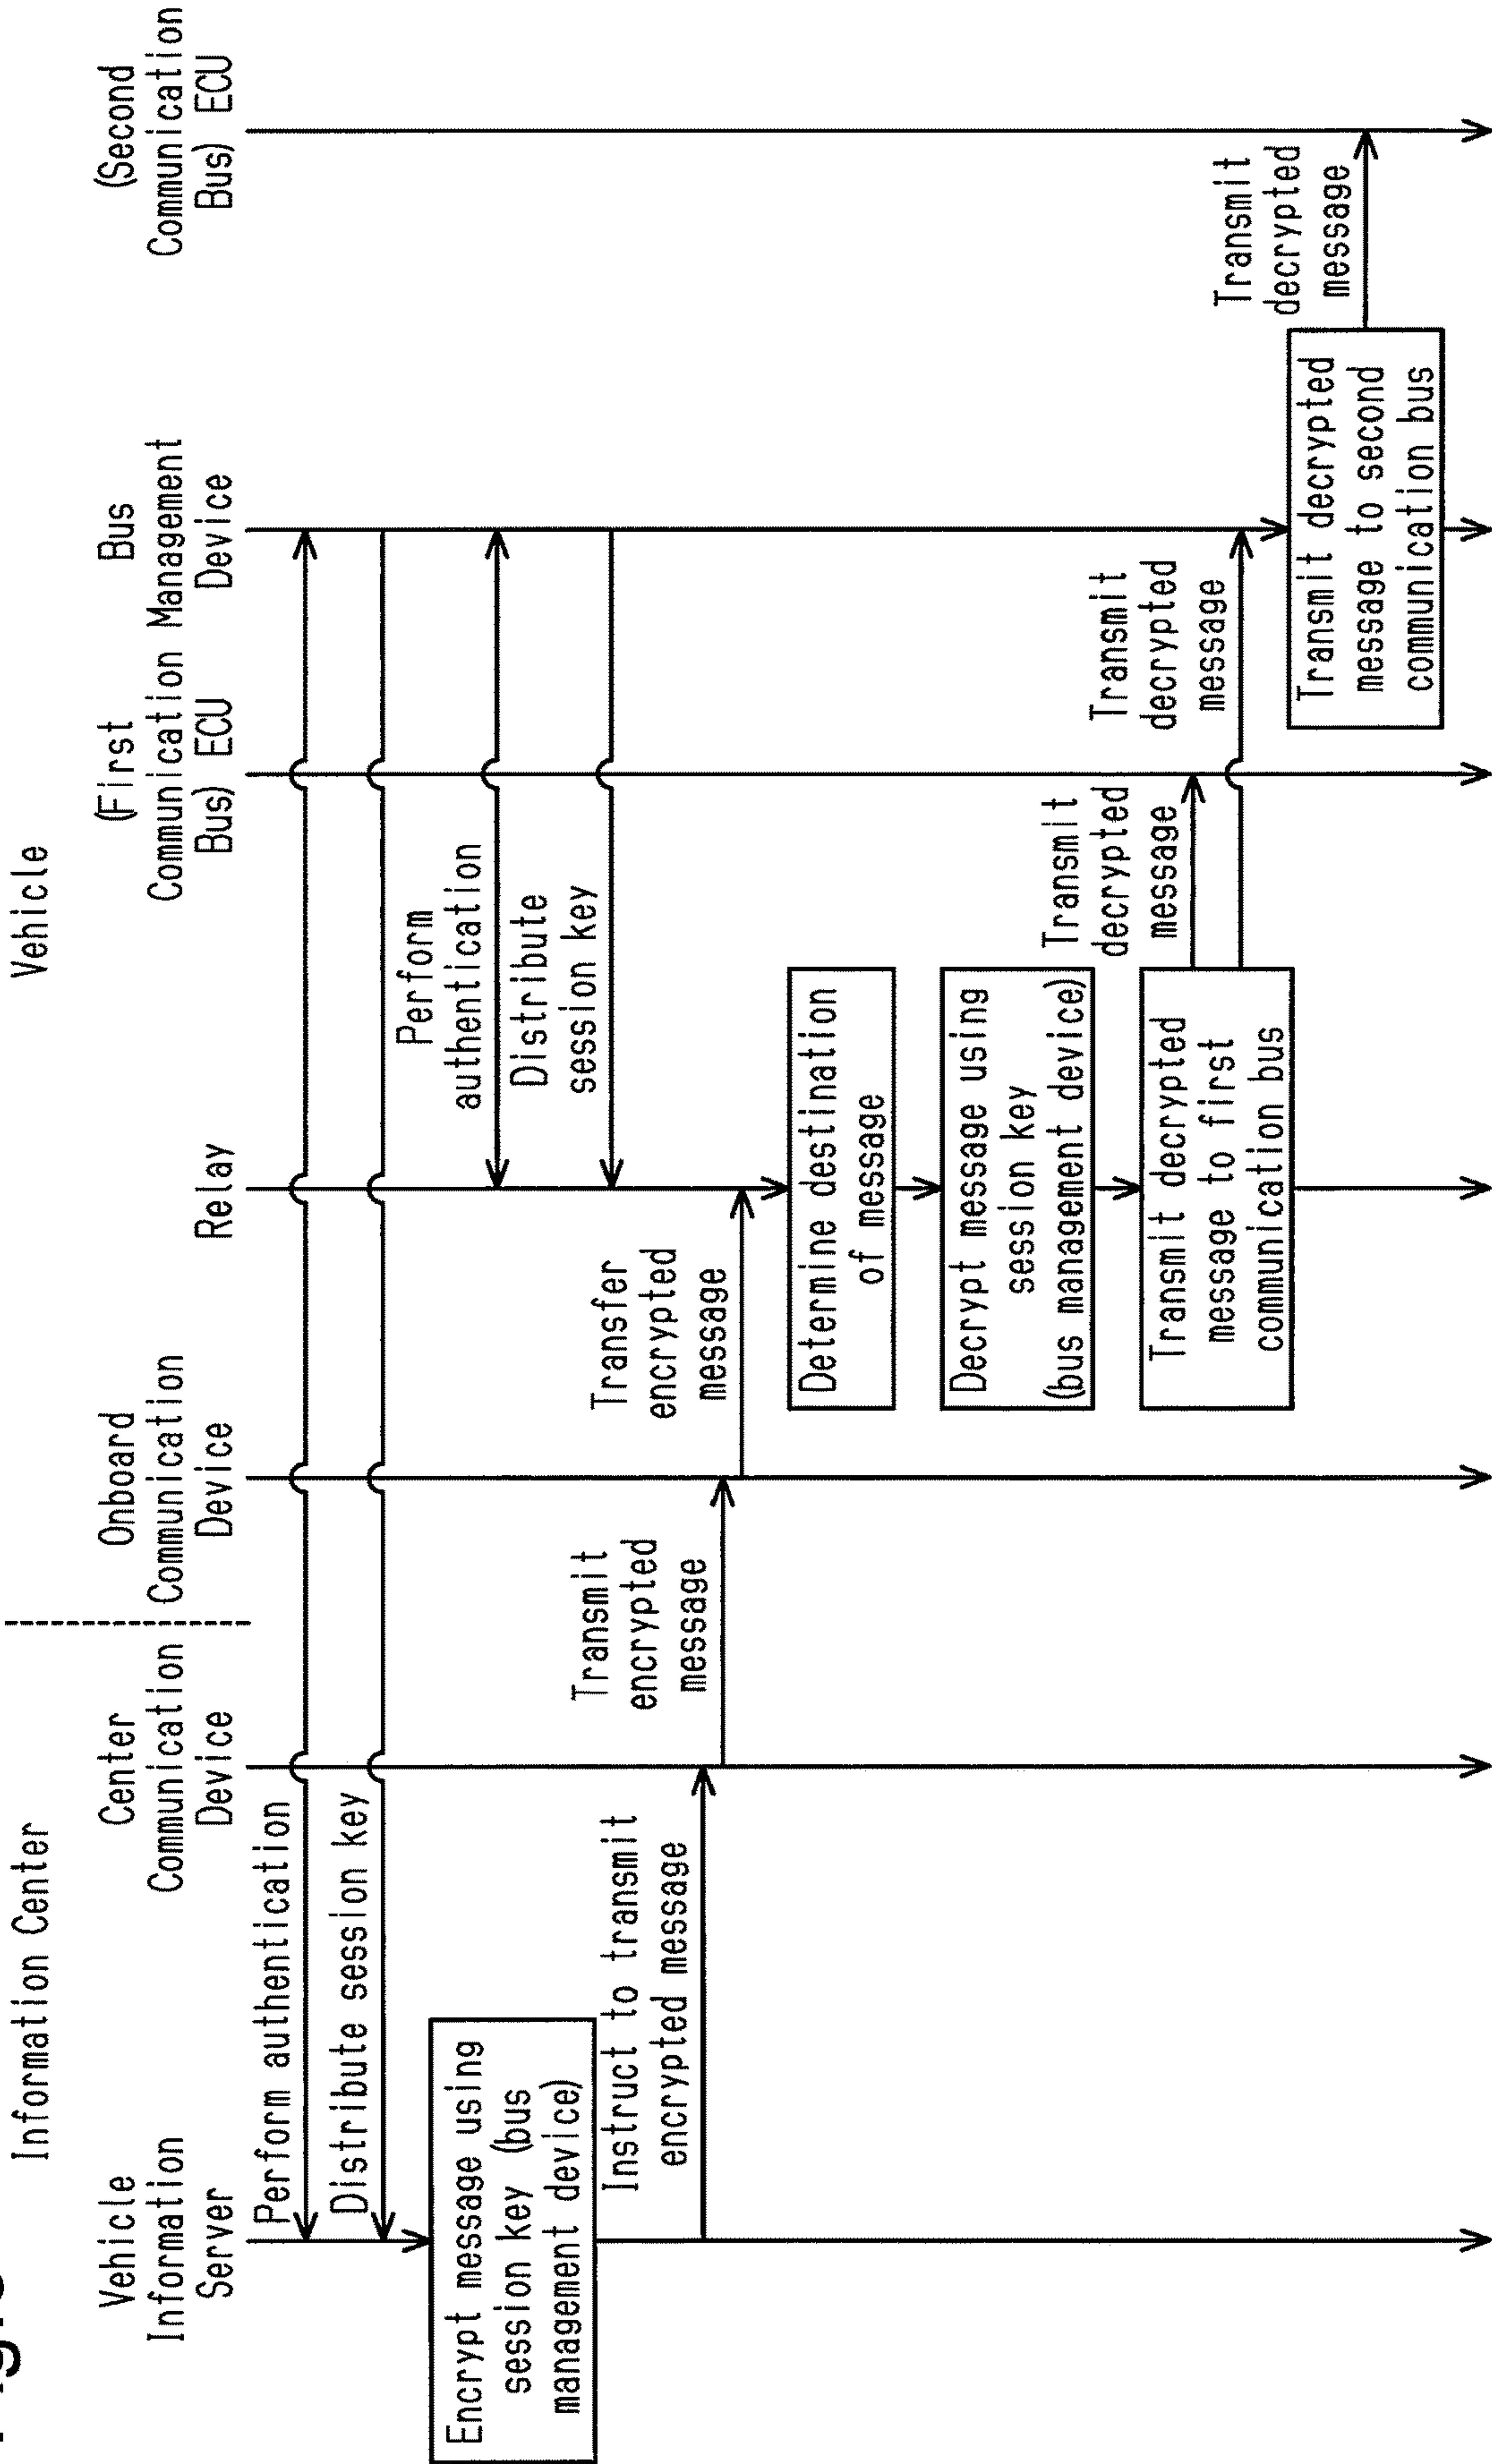 Information Center
Vehicle
Vehicle
Information
Server
Center
Communication
Device
Onboard
Communication
Device
Relay
(First
Communication
Bus) ECU
Bus
Management
Device
(Second
Communication
Bus) ECU
Perform authentication
Distribute session key
Encrypt message using
session key (bus
management device)
Perform
authentication
Distribute
session key
Instruct to transmit
encrypted message
Transmit
encrypted
message
Transfer
encrypted
message
Determine destination
of message
Decrypt message using
session key
(bus management device)
Transmit decrypted
message to first
communication bus
Transmit
decrypted
message
Transmit
decrypted
message
Transmit decrypted
message to second
communication bus
Transmit
decrypted
message